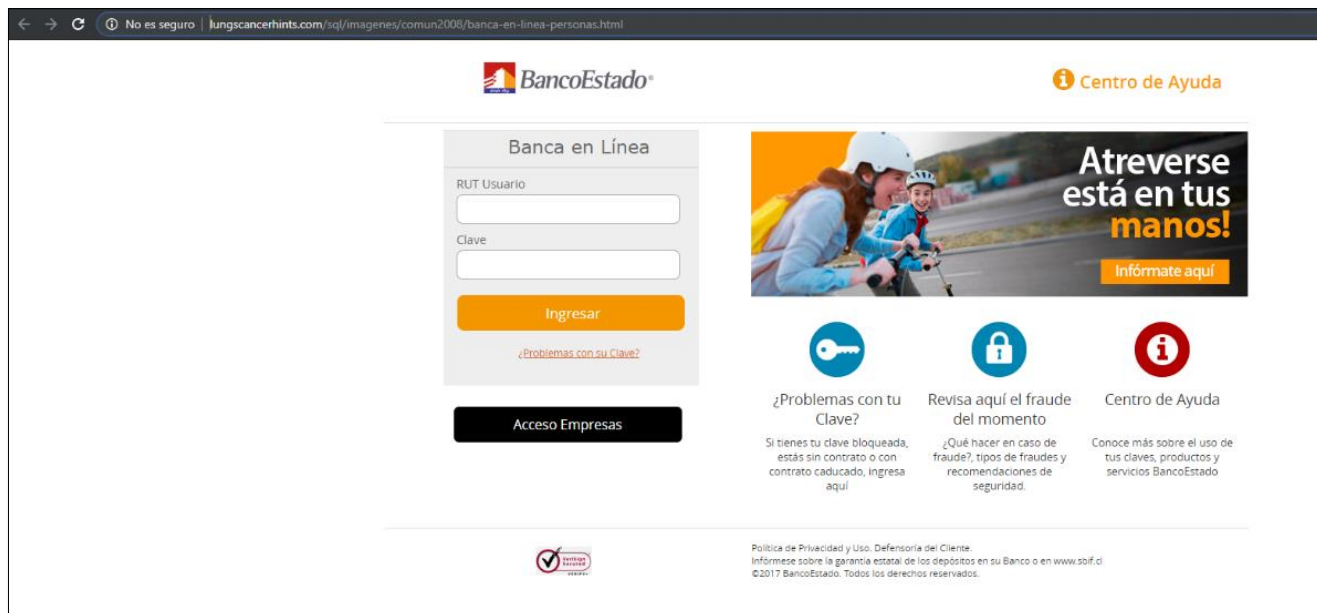 No es seguro | lungscancerhints.com/sql/imagenes/comun2008/banca-en-linea-personas.html
BancoEstado
Centro de Ayuda
Banca en Línea
RUT Usuario
Clave
Ingresar
¿Problemas con su Clave?
Acceso Empresas
Atreverse
está en tus
manos!
Infórmate aquí
¿Problemas con tu
Clave?
Si tienes tu clave bloqueada,
estás sin contrato o con
contrato caducado, ingresa
aquí
Revisa aquí el fraude
del momento
¿Qué hacer en caso de
fraude?, tipos de fraudes y
recomendaciones de
seguridad.
Centro de Ayuda
Conoce más sobre el uso de
tus claves, productos y
servicios BancoEstado
VeriSign
Secured
Política de Privacidad y Uso. Defensoría del Cliente.
Infórmese sobre la garantía estatal de los depósitos en su Banco o en www.sbif.cl
©2017 BancoEstado. Todos los derechos reservados.